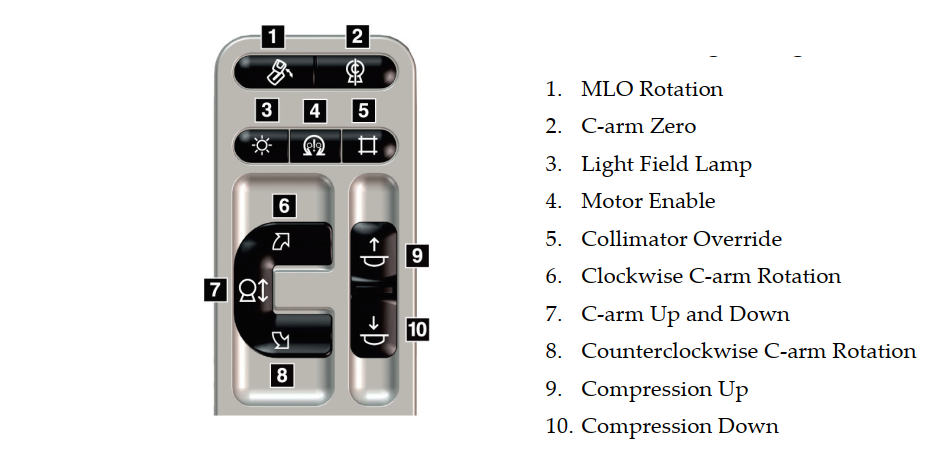 1
2
3
4
5
6
7
8
9
10
1. MLO Rotation
2. C-arm Zero
3. Light Field Lamp
4. Motor Enable
5. Collimator Override
6. Clockwise C-arm Rotation
7. C-arm Up and Down
8. Counterclockwise C-arm Rotation
9. Compression Up
10. Compression Down